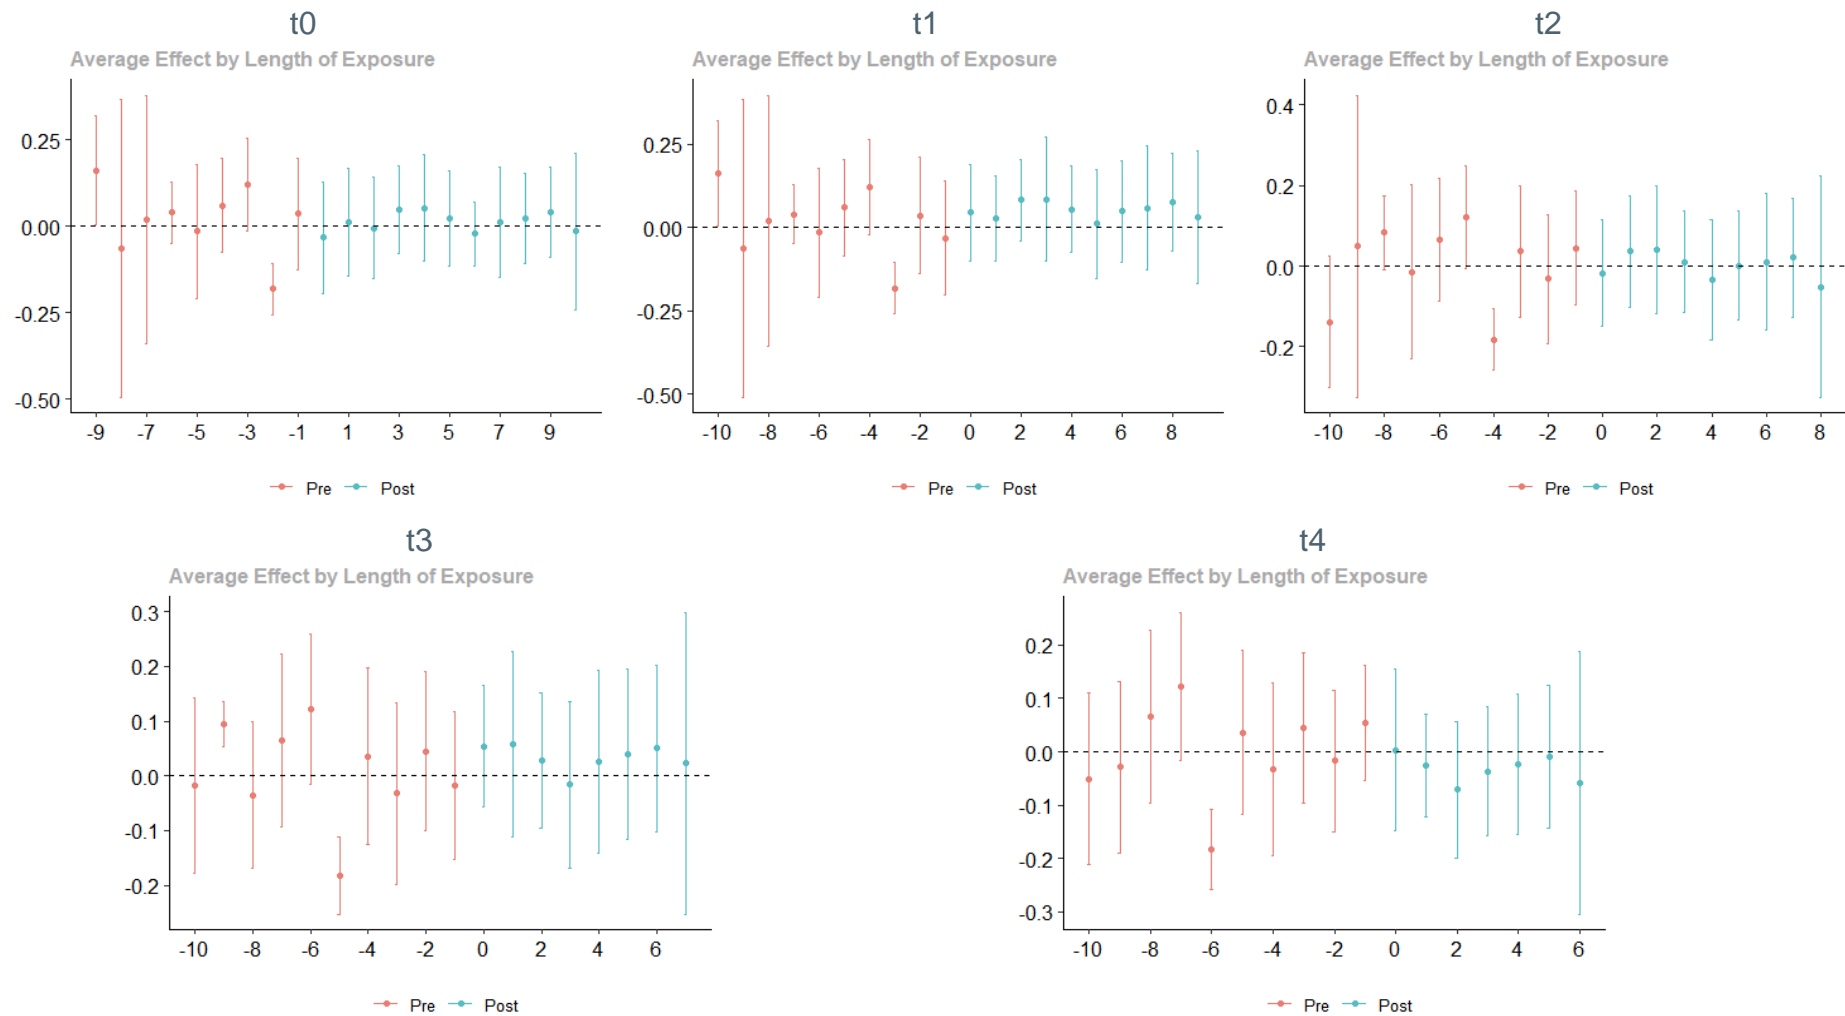 t0
Average Effect by Length of Exposure
0.25
0.00
-0.25
-0.50
-9 -7 -5 -3 -1 1 3 5 7 9
Pre Post
t1
Average Effect by Length of Exposure
0.25
0.00
-0.25
-0.50
-10 -8 -6 -4 -2 0 2 4 6 8
Pre Post
t2
Average Effect by Length of Exposure
0.4
0.2
0.0
-0.2
-10 -8 -6 -4 -2 0 2 4 6 8
Pre Post
t3
Average Effect by Length of Exposure
0.3
0.2
0.1
0.0
-0.1
-0.2
-10 -8 -6 -4 -2 0 2 4 6
Pre Post
t4
Average Effect by Length of Exposure
0.2
0.1
0.0
-0.1
-0.2
-0.3
-10 -8 -6 -4 -2 0 2 4 6
Pre Post